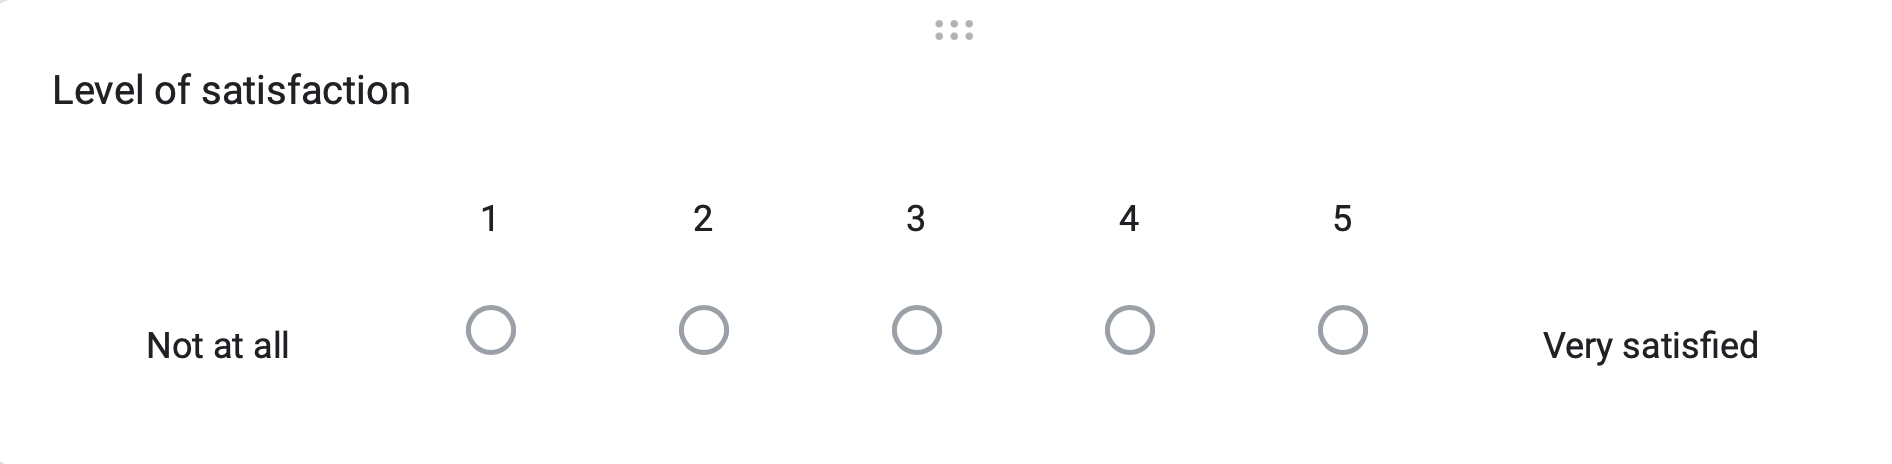 Level of satisfaction
1 2 3 4 5
Not at all Very satisfied